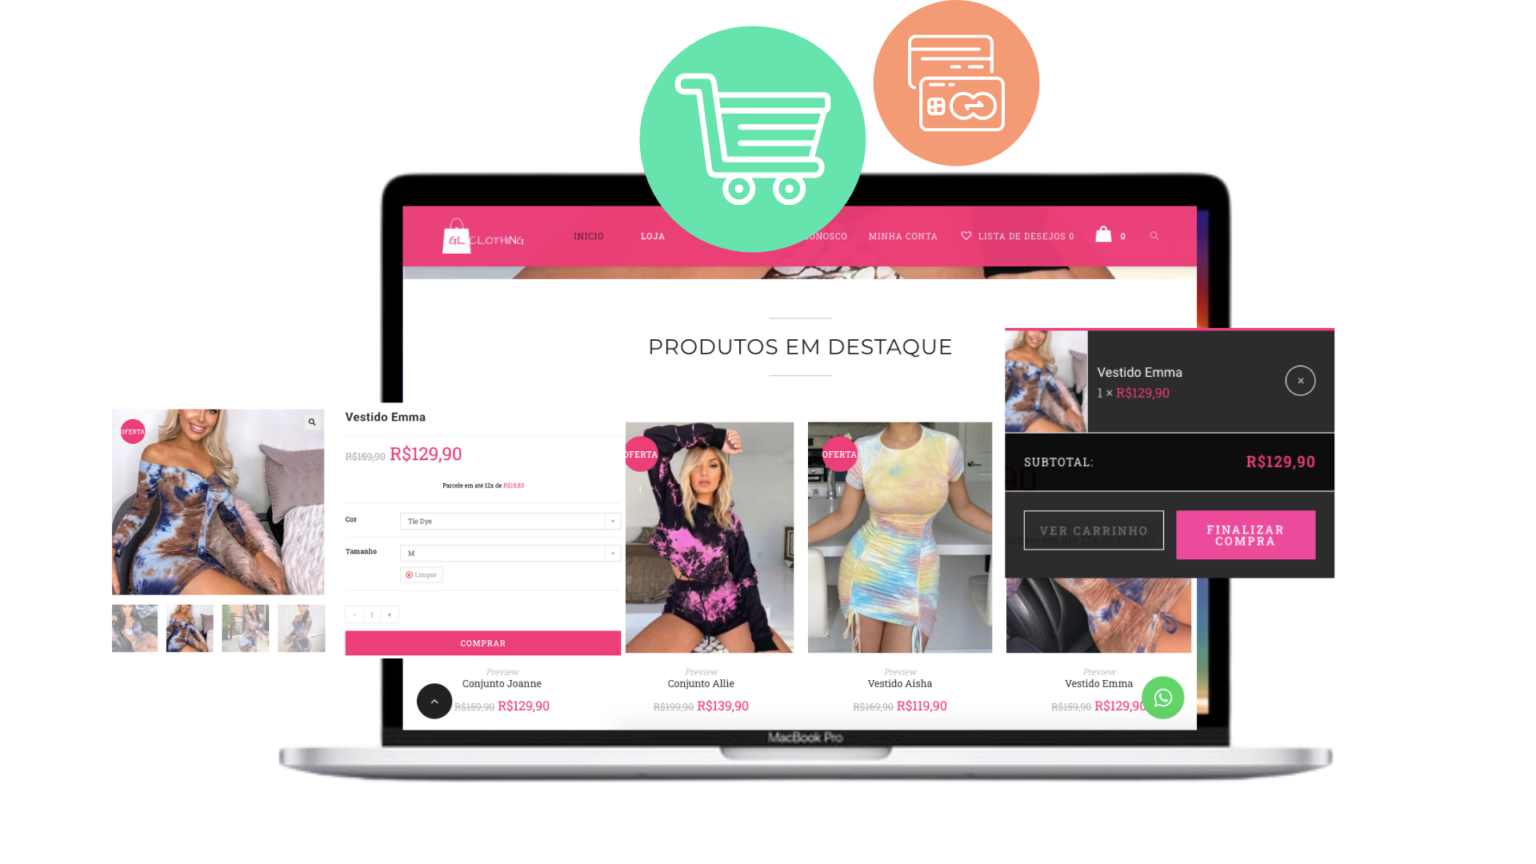 GL CLOTHING
INÍCIO
LOJA
ONOSCO
MINHA CONTA
LISTA DE DESEJOS 0
0
PRODUTOS EM DESTAQUE
Vestido Emma
1 × R$129,90
×
SUBTOTAL:
R$129,90
VER CARRINHO
FINALIZAR
COMPRA
OFERTA
Vestido Emma
R$159,90 R$129,90
Parcele em até 12x de R$10,83
Cor
Tie Dye
Tamanho
M
Limpar
- 1 +
COMPRAR
OFERTA
OFERTA
Preview
Conjunto Joanne
R$159,90 R$129,90
Preview
Conjunto Allie
R$199,90 R$139,90
Preview
Vestido Aisha
R$169,90 R$119,90
Preview
Vestido Emma
R$159,90 R$129,90
MacBook Pro